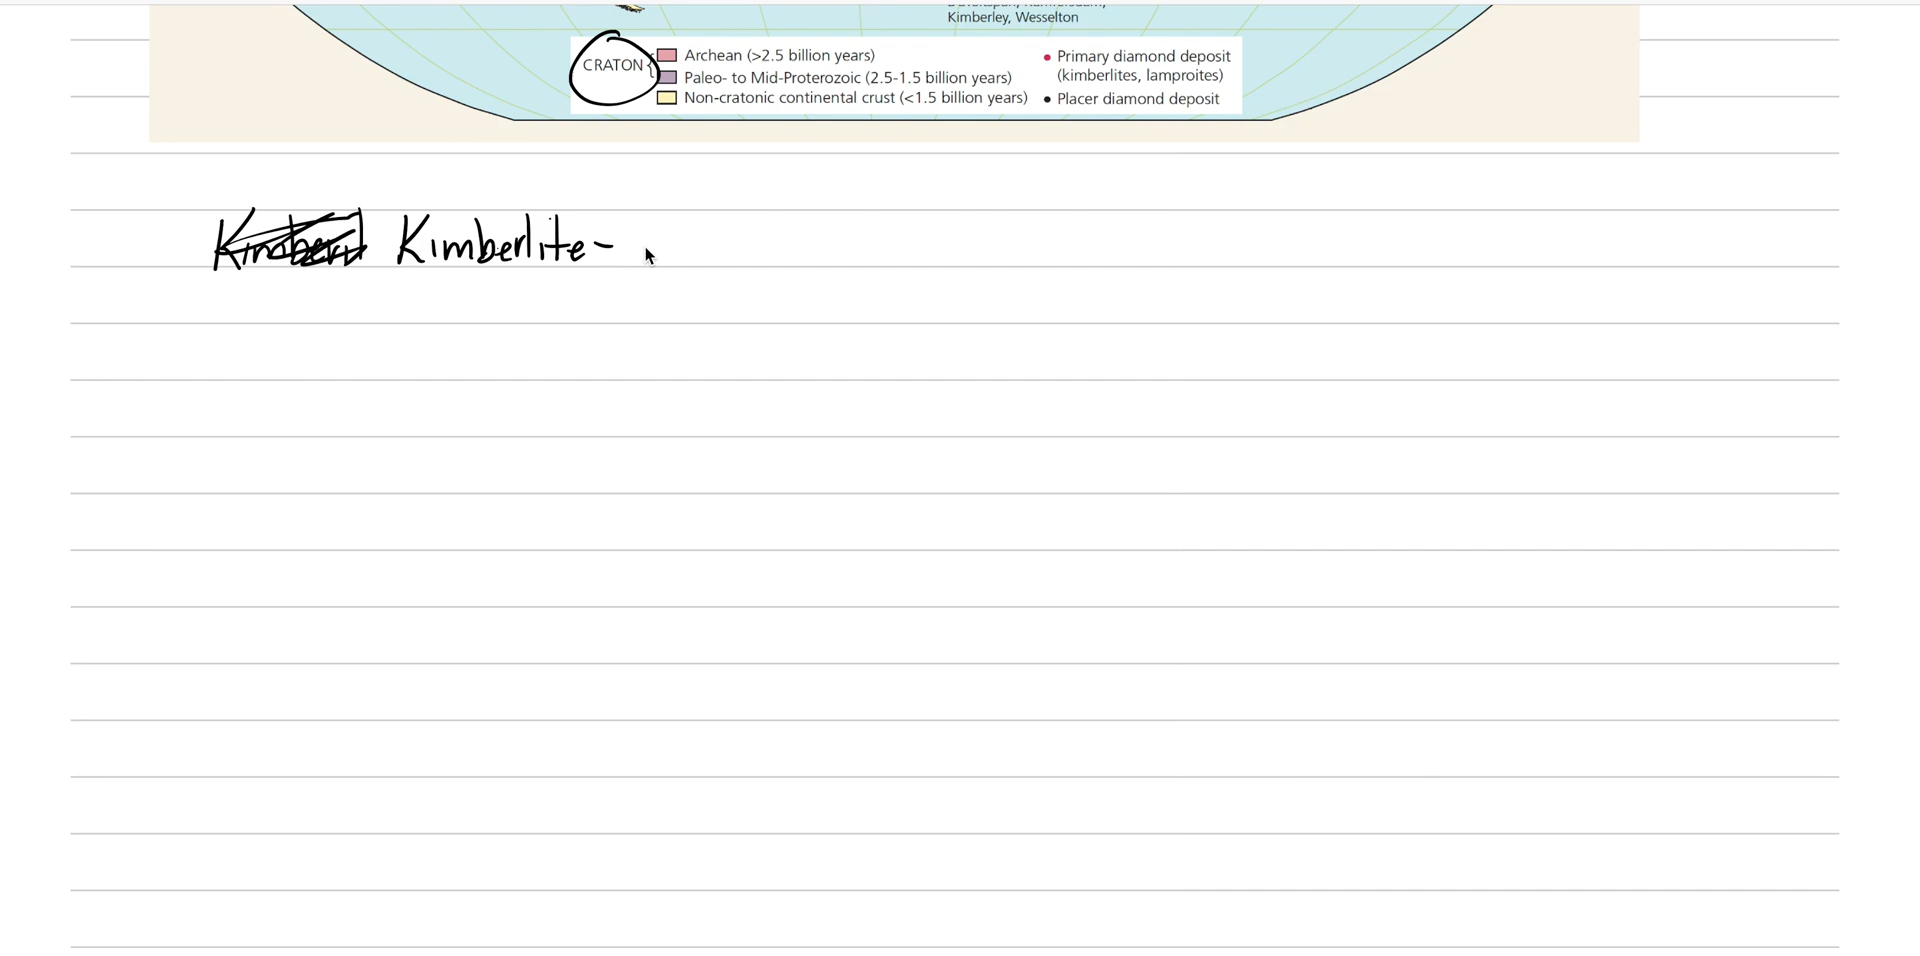 Kimberley, Wesselton
CRATON
Archean (>2.5 billion years)
Paleo- to Mid-Proterozoic (2.5-1.5 billion years)
Non-cratonic continental crust (<1.5 billion years)
Primary diamond deposit
(kimberlites, lamproites)
Placer diamond deposit
Kimberlite-